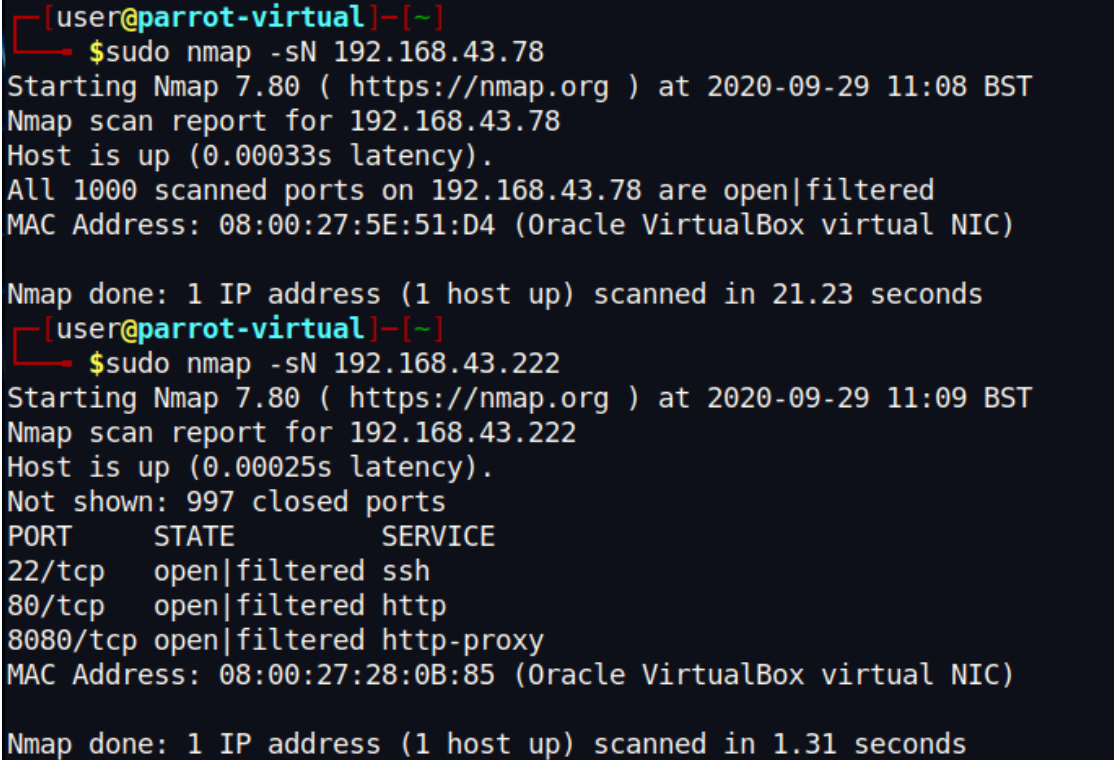 ┌─[user@parrot-virtual]─[~]
└──╼ $sudo nmap -sN 192.168.43.78
Starting Nmap 7.80 ( https://nmap.org ) at 2020-09-29 11:08 BST
Nmap scan report for 192.168.43.78
Host is up (0.00033s latency).
All 1000 scanned ports on 192.168.43.78 are open|filtered
MAC Address: 08:00:27:5E:51:D4 (Oracle VirtualBox virtual NIC)

Nmap done: 1 IP address (1 host up) scanned in 21.23 seconds
┌─[user@parrot-virtual]─[~]
└──╼ $sudo nmap -sN 192.168.43.222
Starting Nmap 7.80 ( https://nmap.org ) at 2020-09-29 11:09 BST
Nmap scan report for 192.168.43.222
Host is up (0.00025s latency).
Not shown: 997 closed ports
PORT     STATE         SERVICE
22/tcp   open|filtered ssh
80/tcp   open|filtered http
8080/tcp open|filtered http-proxy
MAC Address: 08:00:27:28:0B:85 (Oracle VirtualBox virtual NIC)

Nmap done: 1 IP address (1 host up) scanned in 1.31 seconds